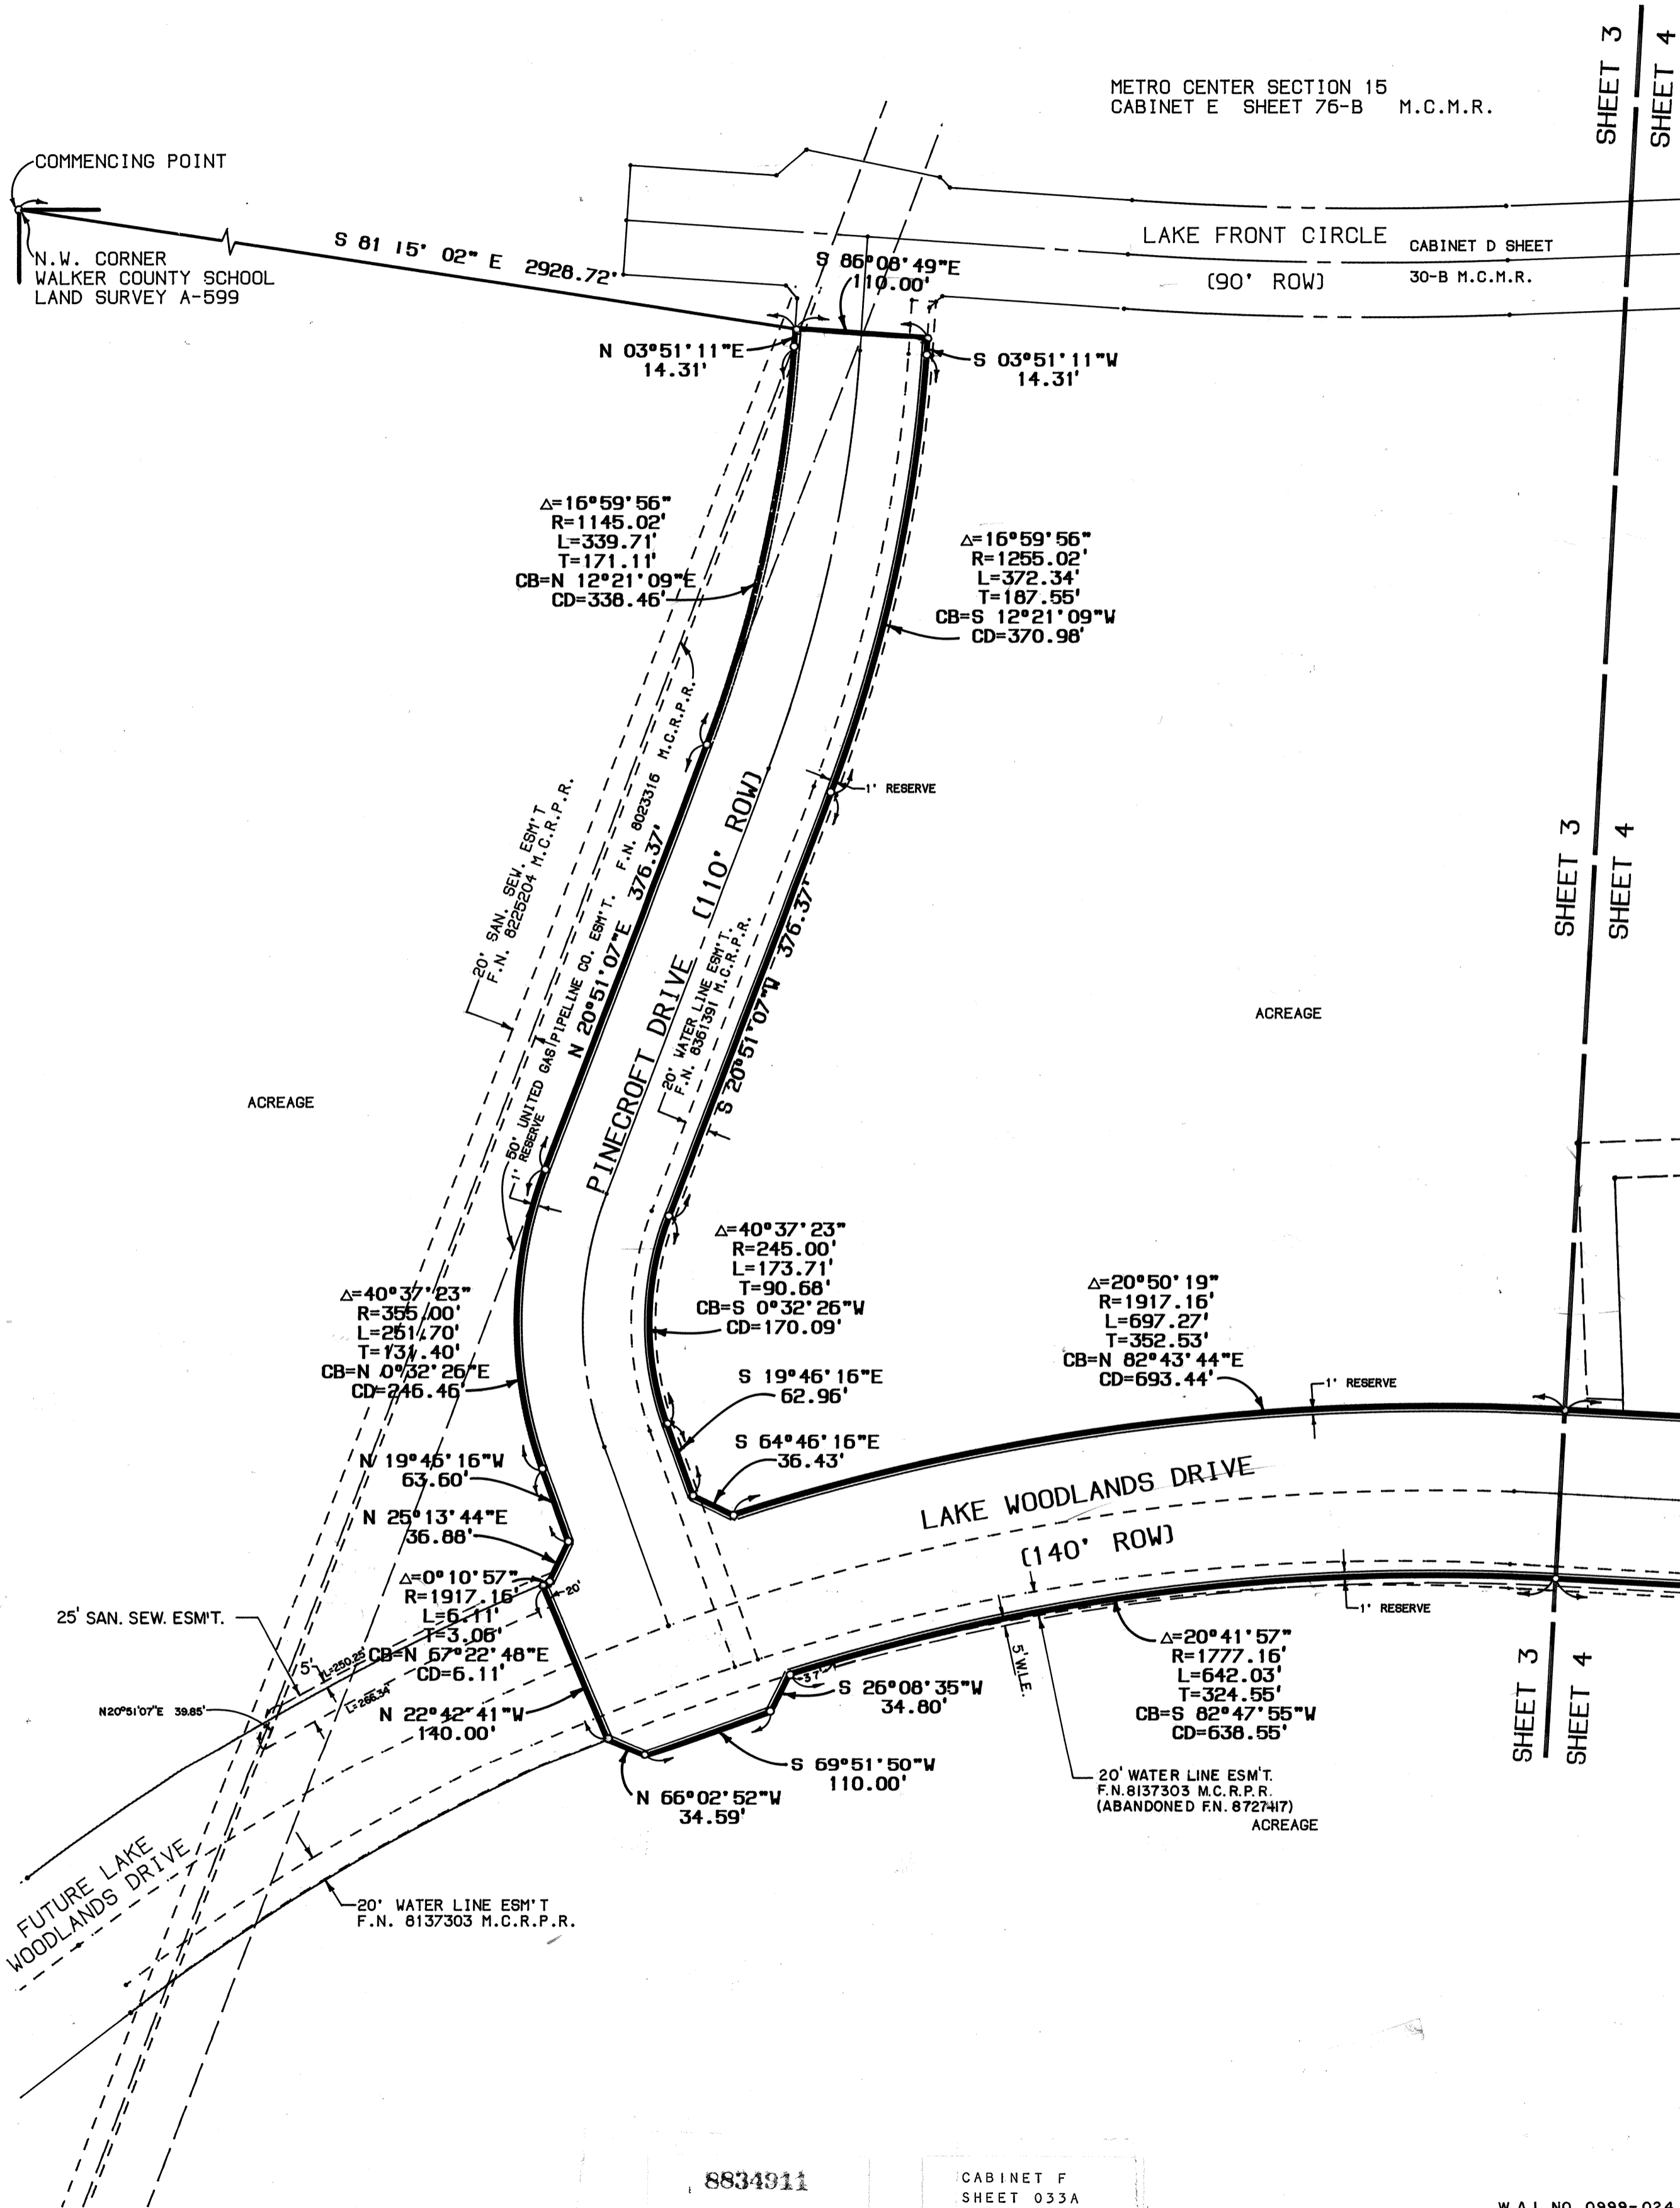 METRO CENTER SECTION 15
CABINET E SHEET 76-B M.C.M.R.
SHEET 3
SHEET 4
COMMENCING POINT
N.W. CORNER
WALKER COUNTY SCHOOL
LAND SURVEY A-599
S 81 15' 02" E 2928.72'
LAKE FRONT CIRCLE
(90' ROW)
CABINET D SHEET
30-B M.C.M.R.
S 86°08'49"E
110.00'
N 03°51'11"E
14.31'
S 03°51'11"W
14.31'
△=16°59'56"
R=1145.02'
L=339.71'
T=171.11'
CB=N 12°21'09"E
CD=338.46'
△=16°59'56"
R=1255.02'
L=372.34'
T=187.55'
CB=S 12°21'09"W
CD=370.98'
1' RESERVE
20' SAN. SEW. ESM'T
F.N. 8225204 M.C.R.P.R.
50' UNITED GAS PIPELINE CO. ESM'T. F.N. 8023316 M.C.R.P.R.
N 20°51'07"E 376.37'
PINECROFT DRIVE (110' ROW)
20' WATER LINE ESM'T.
F.N. 8361391 M.C.R.P.R.
S 20°51'07"W 376.37'
SHEET 3
SHEET 4
ACREAGE
ACREAGE
1' RESERVE
△=40°37'23"
R=245.00'
L=173.71'
T=90.68'
CB=S 0°32'26"W
CD=170.09'
△=40°37'23"
R=355.00'
L=251.70'
T=131.40'
CB=N 0°32'26"E
CD=246.46'
△=20°50'19"
R=1917.16'
L=697.27'
T=352.53'
CB=N 82°43'44"E
CD=693.44'
1' RESERVE
S 19°46'16"E
62.96'
S 64°46'16"E
36.43'
N 19°46'16"W
63.60'
N 25°13'44"E
36.88'
LAKE WOODLANDS DRIVE
(140' ROW)
△=0°10'57"
R=1917.16'
L=6.11'
T=3.06'
CB=N 67°22'48"E
CD=6.11'
20'
25' SAN. SEW. ESM'T.
5'
L=250.25'
L=266.34'
N20°51'07"E 39.85'
N 22°42'41"W
140.00'
37'
S 26°08'35"W
34.80'
5' W.L.E.
1' RESERVE
△=20°41'57"
R=1777.16'
L=642.03'
T=324.55'
CB=S 82°47'55"W
CD=638.55'
SHEET 3
SHEET 4
S 69°51'50"W
110.00'
N 66°02'52"W
34.59'
20' WATER LINE ESM'T.
F.N.8137303 M.C.R.P.R.
(ABANDONED F.N. 8727417)
ACREAGE
FUTURE LAKE
WOODLANDS DRIVE
20' WATER LINE ESM'T
F.N. 8137303 M.C.R.P.R.
8834911
CABINET F
SHEET 033A
W.A.I. NO. 0999-024